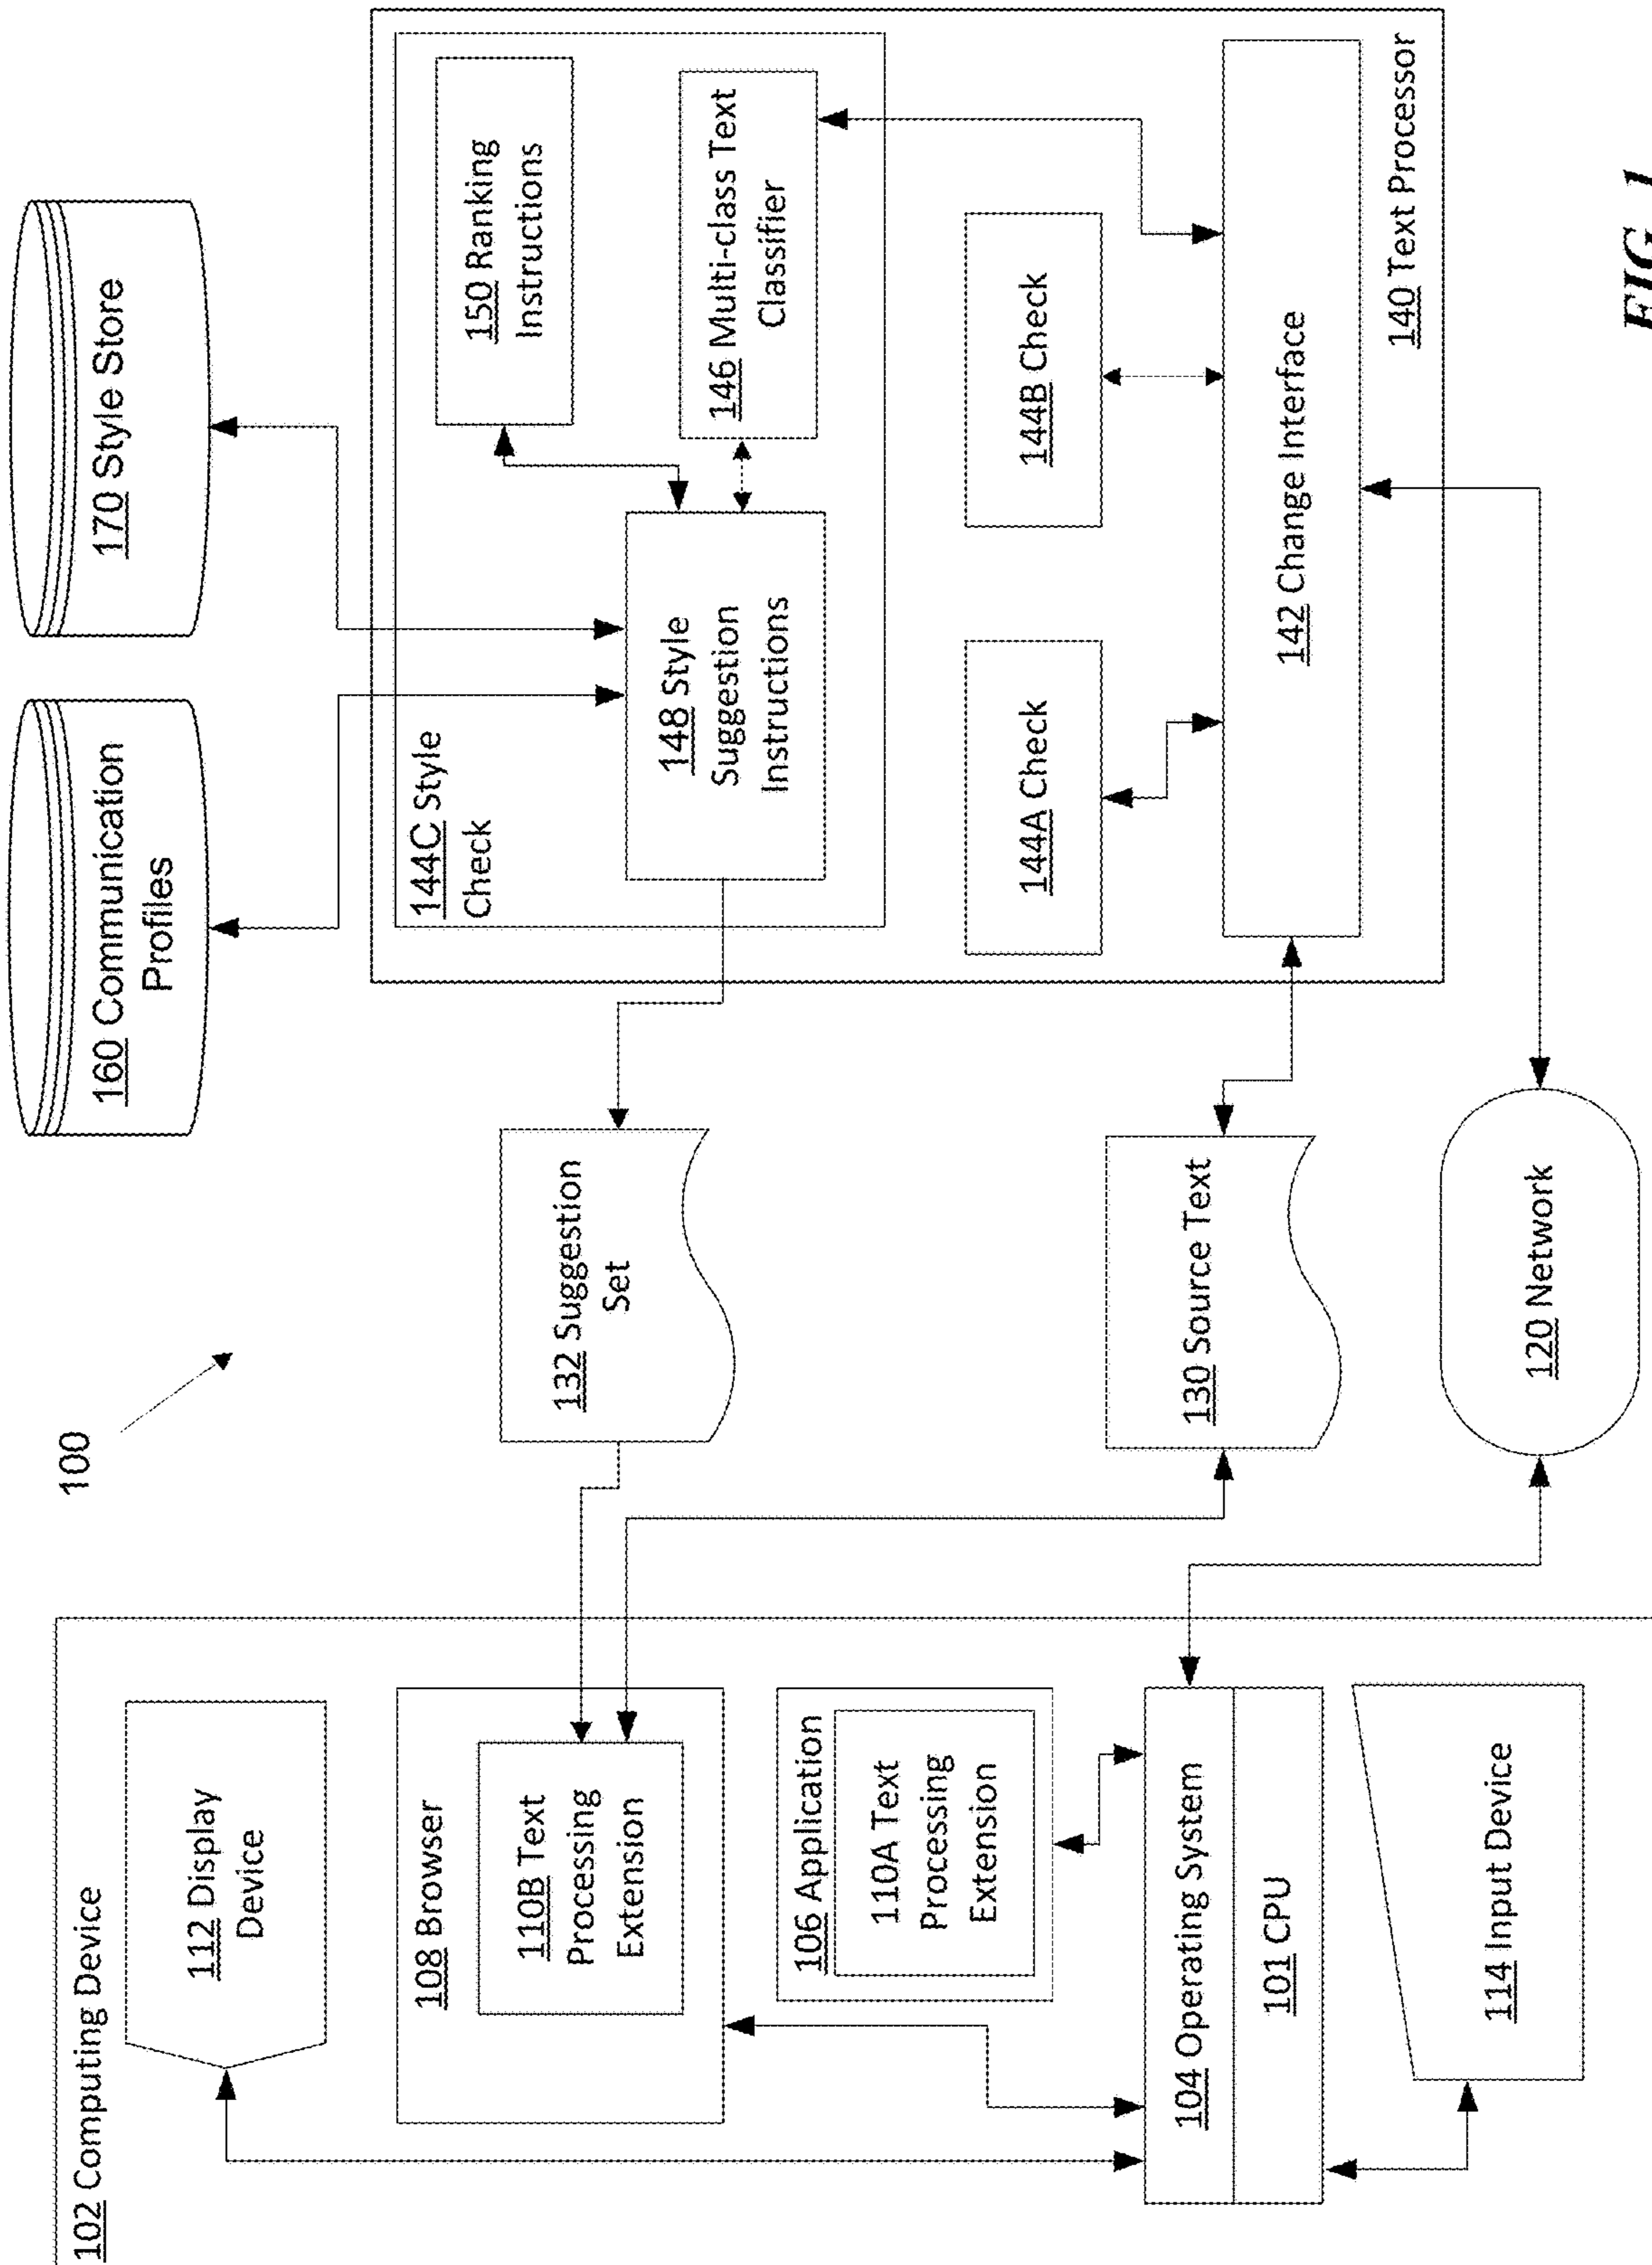 100
102 Computing Device
112 Display
Device
108 Browser
110B Text
Processing
Extension
106 Application
110A Text
Processing
Extension
104 Operating System
101 CPU
114 Input Device
132 Suggestion
Set
130 Source Text
120 Network
160 Communication
Profiles
170 Style Store
144C Style
Check
148 Style
Suggestion
Instructions
150 Ranking
Instructions
146 Multi-class Text
Classifier
144A Check
144B Check
142 Change Interface
140 Text Processor
FIG. 1